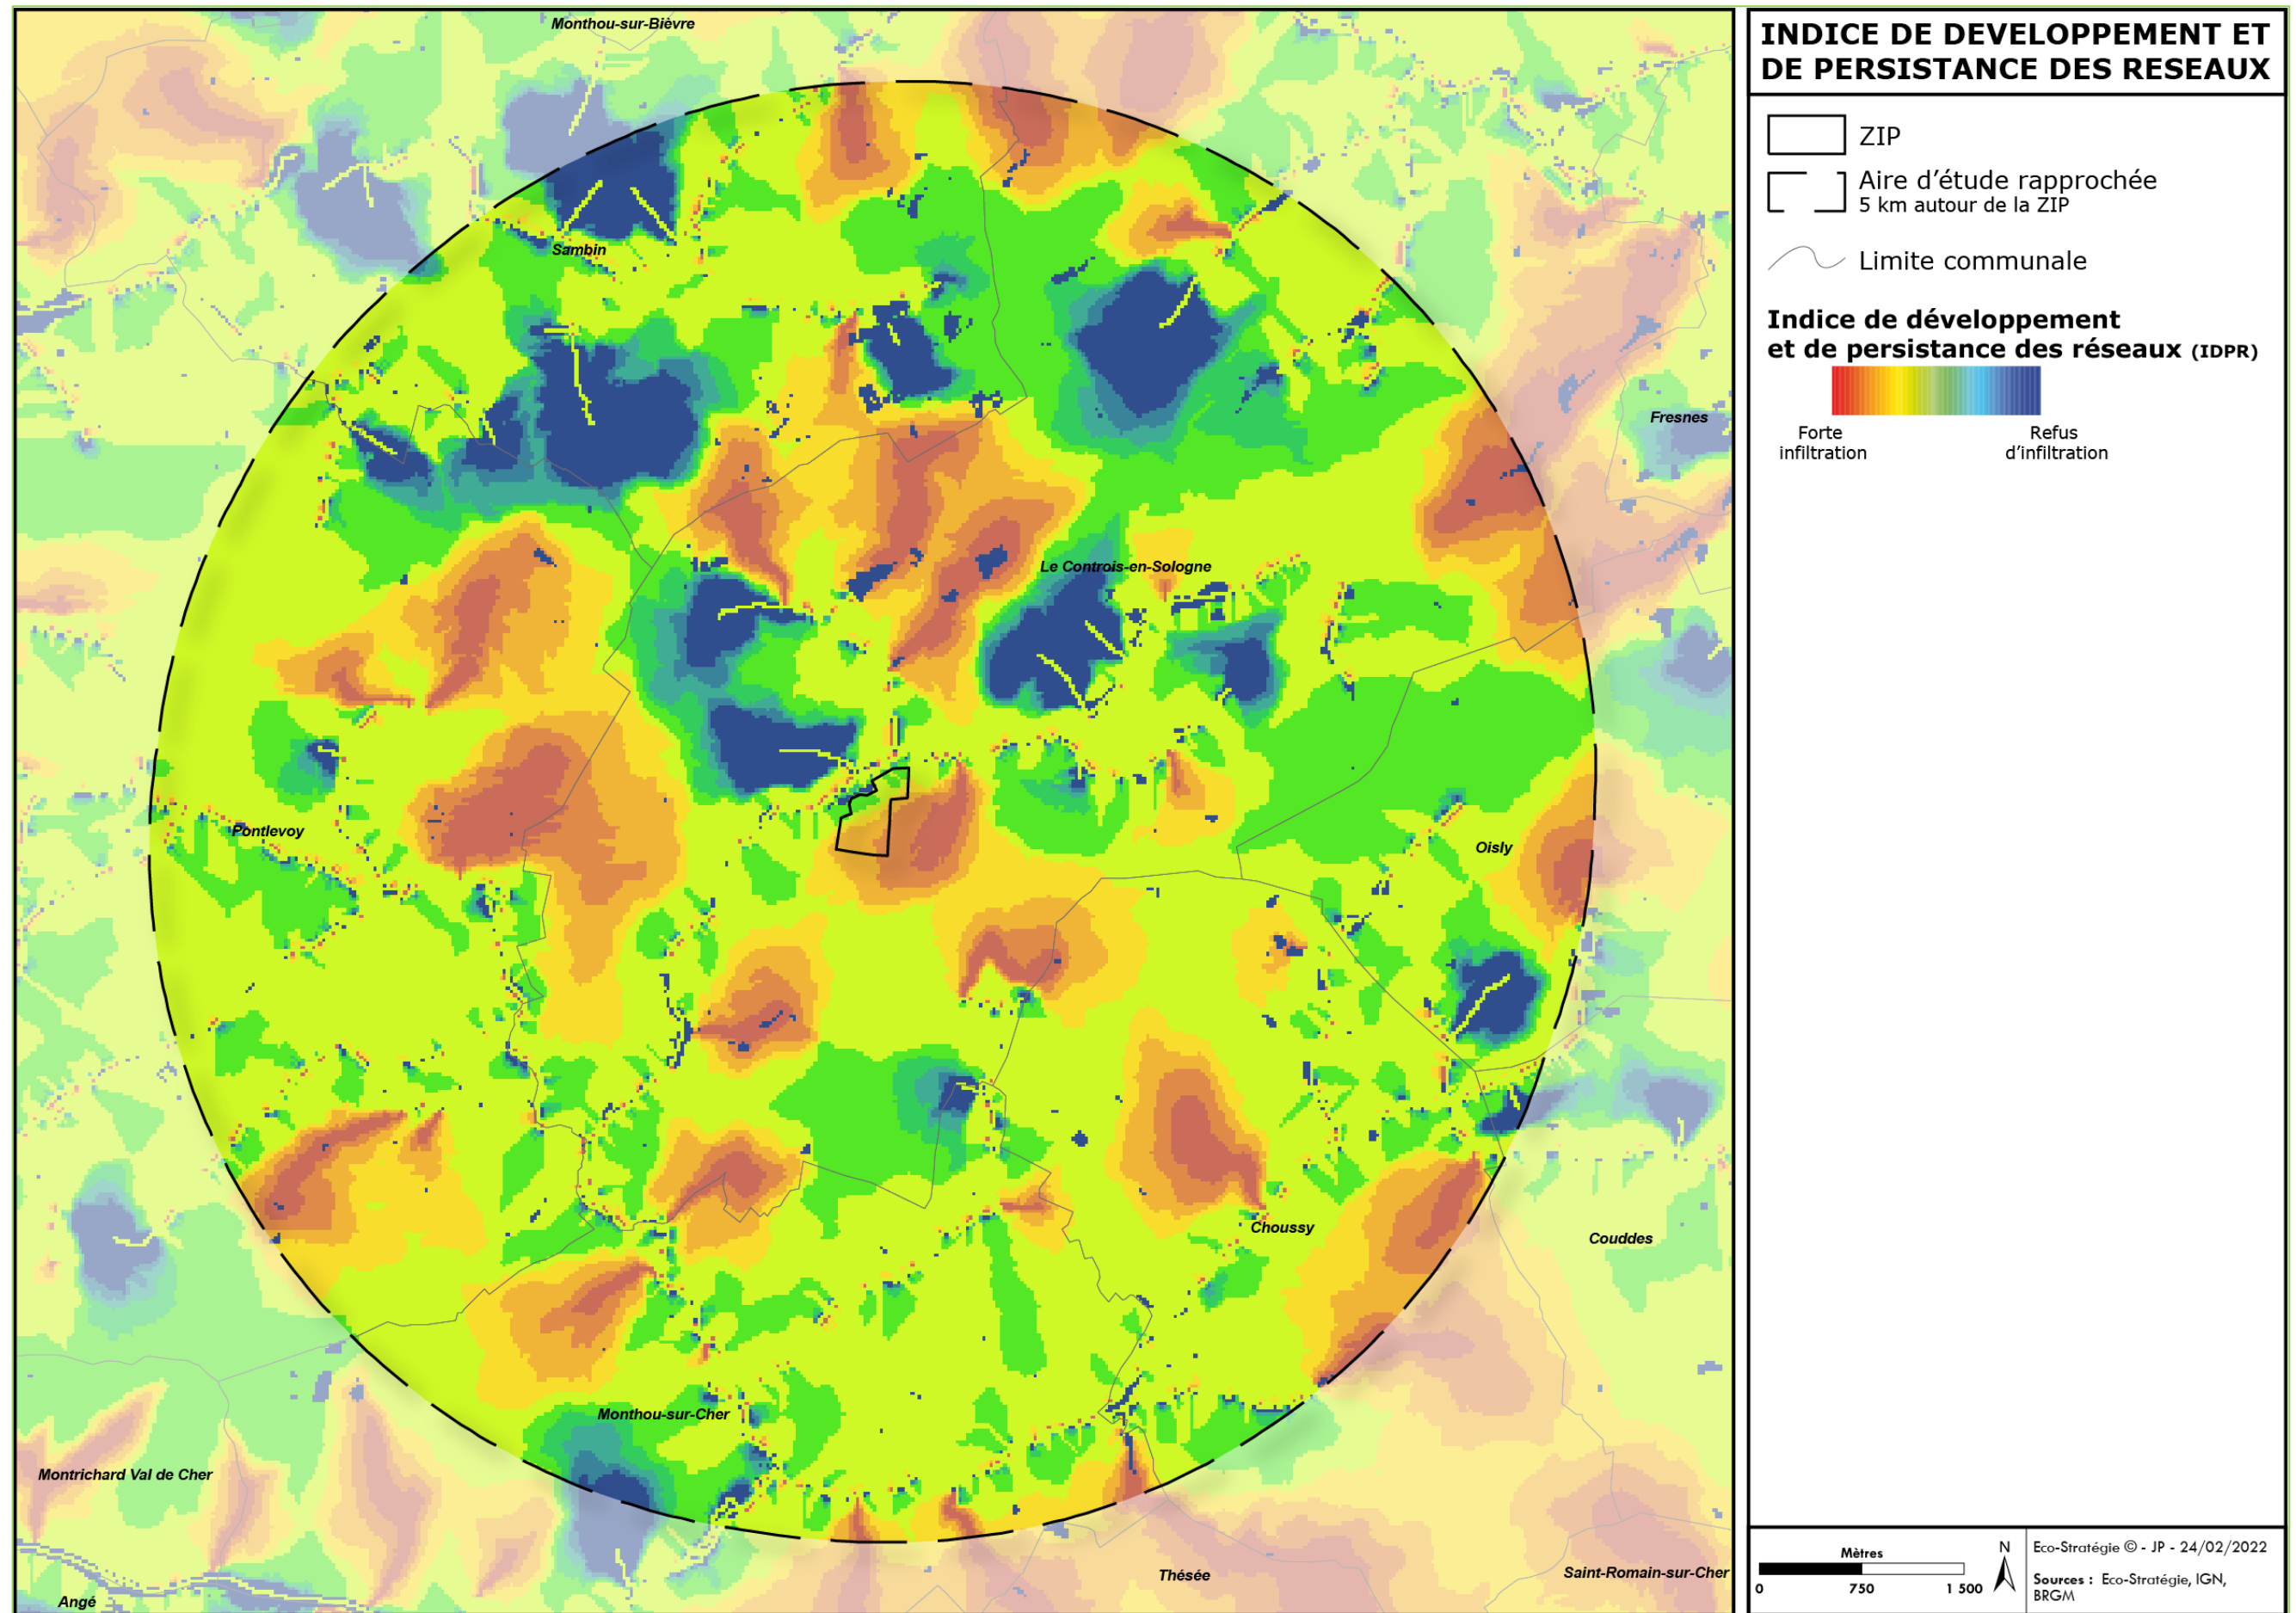 Monthou-sur-Bièvre
Sambin
Fresnes
Le Controis-en-Sologne
Pontlevoy
Oisly
Choussy
Couddes
Monthou-sur-Cher
Montrichard Val de Cher
Thésée
Saint-Romain-sur-Cher
Angé
INDICE DE DEVELOPPEMENT ET
DE PERSISTANCE DES RESEAUX
ZIP
Aire d'étude rapprochée
5 km autour de la ZIP
Limite communale
Indice de développement
et de persistance des réseaux (IDPR)
Forte
infiltration
Refus
d'infiltration
Mètres
0 750 1 500
N
Eco-Stratégie © - JP - 24/02/2022
Sources : Eco-Stratégie, IGN,
BRGM